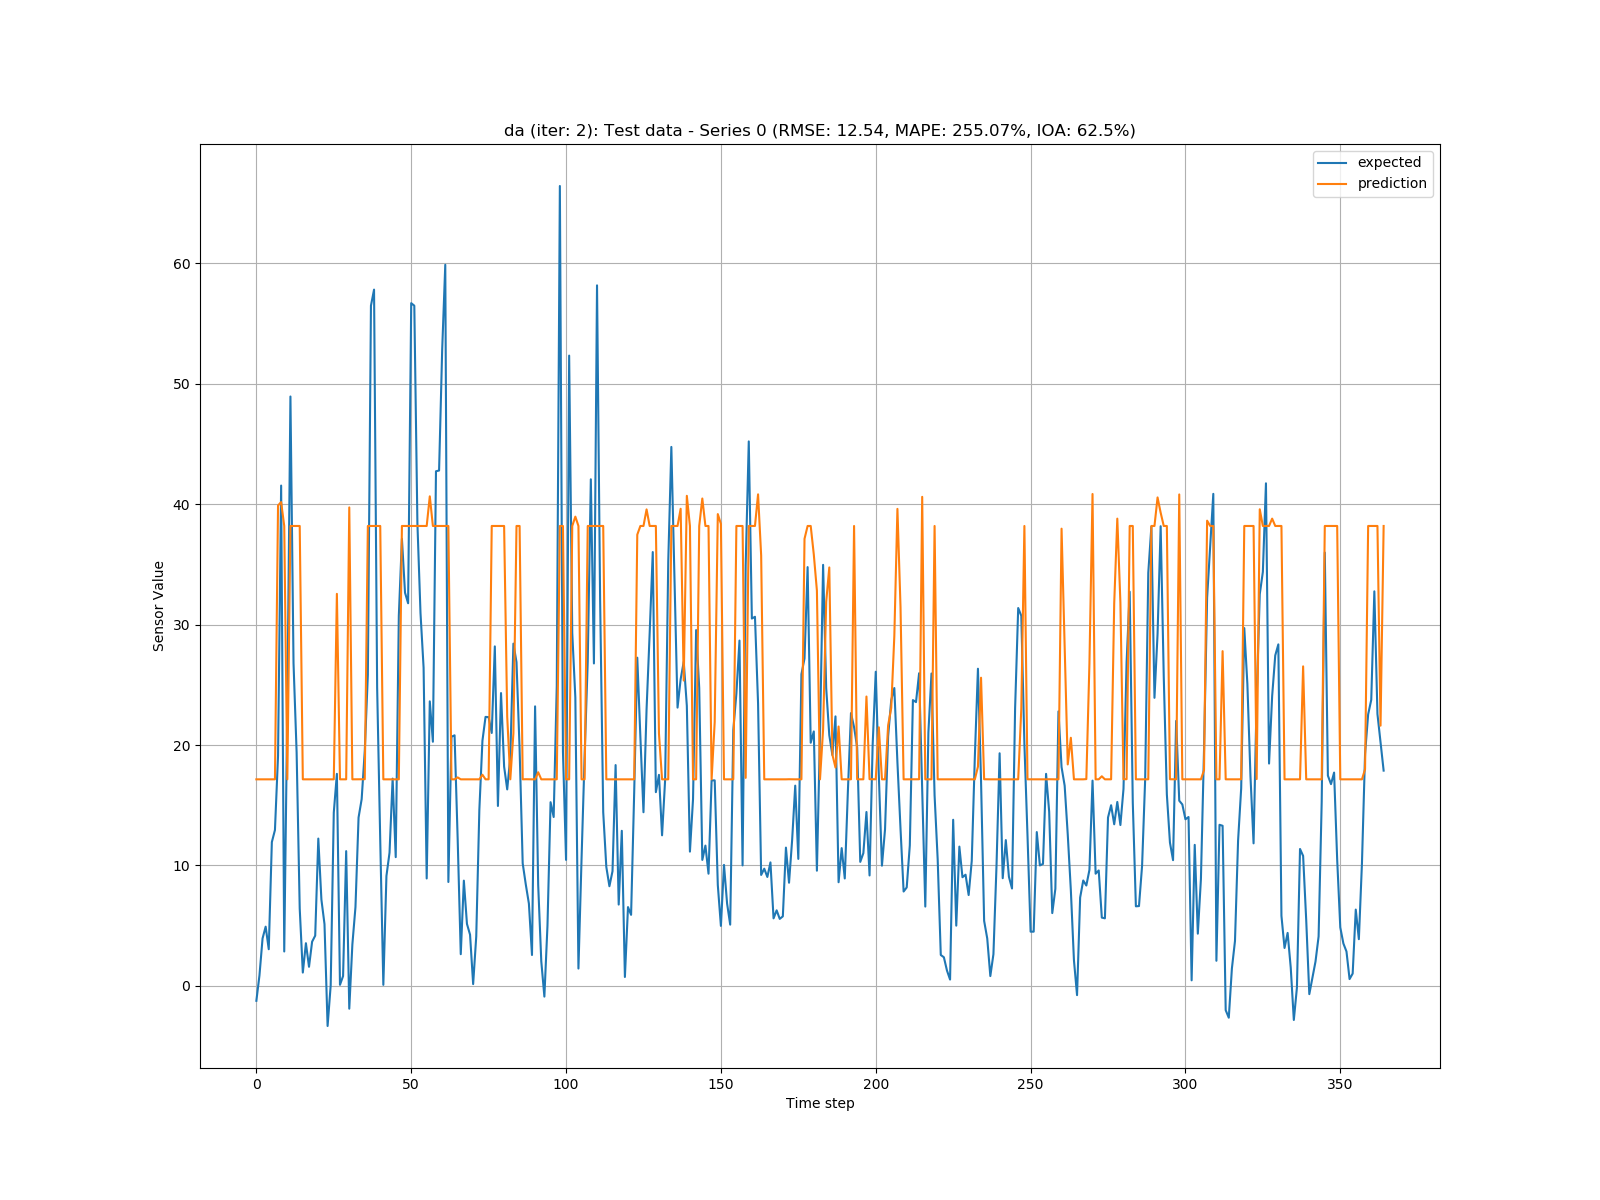 da (iter: 2): Test data - Series 0 (RMSE: 12.54, MAPE: 255.07%, IOA: 62.5%)
expected
prediction
60
50
40
30
20
10
0
Sensor Value
0 50 100 150 200 250 300 350
Time step